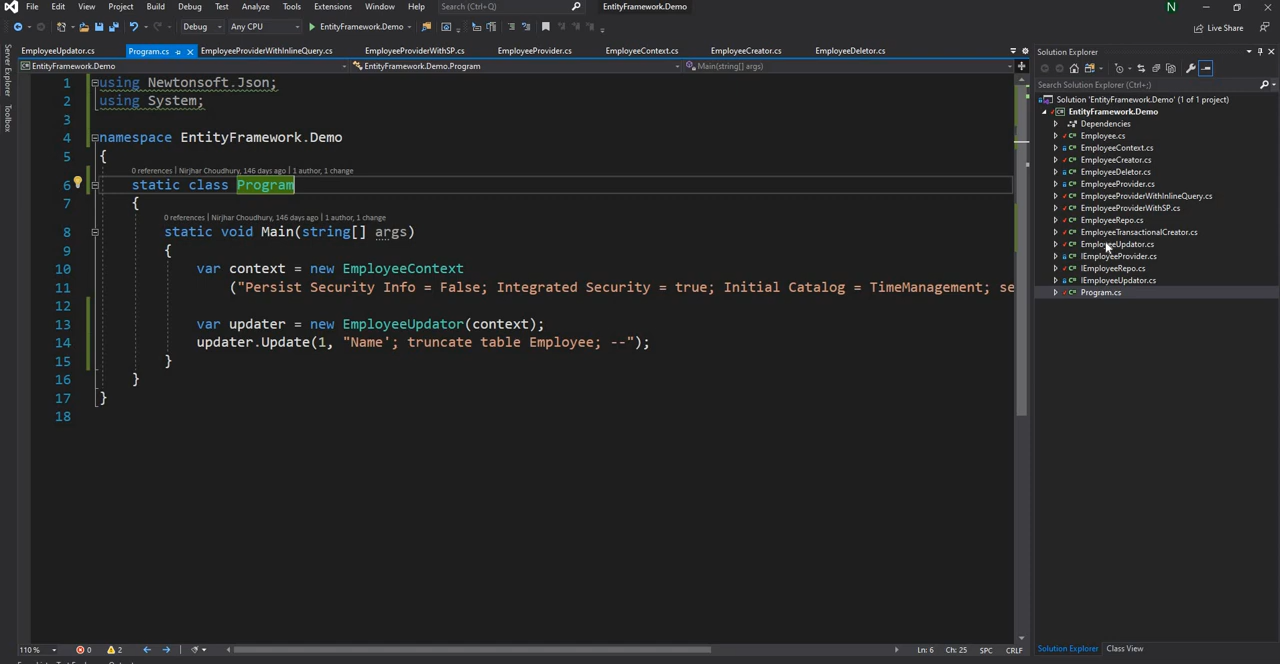 File Edit View Project Build Debug Test Analyze Tools Extensions Window Help Search (Ctrl+Q) EntityFramework.Demo N
Debug Any CPU EntityFramework.Demo Live Share
Server Explorer
Toolbox
EmployeeUpdator.cs Program.cs EmployeeProviderWithInlineQuery.cs EmployeeProviderWithSP.cs EmployeeProvider.cs EmployeeContext.cs EmployeeCreator.cs EmployeeDeletor.cs
EntityFramework.Demo EntityFramework.Demo.Program Main(string[] args)
1 using Newtonsoft.Json;
2 using System;
3
4 namespace EntityFramework.Demo
5 {
0 references | Nirjhar Choudhury, 146 days ago | 1 author, 1 change
6 static class Program
7 {
0 references | Nirjhar Choudhury, 146 days ago | 1 author, 1 change
8 static void Main(string[] args)
9 {
10 var context = new EmployeeContext
11 ("Persist Security Info = False; Integrated Security = true; Initial Catalog = TimeManagement; se
12
13 var updater = new EmployeeUpdator(context);
14 updater.Update(1, "Name'; truncate table Employee; --");
15 }
16 }
17 }
18
110 % 0 2 Ln: 6 Ch: 25 SPC CRLF
Solution Explorer
Search Solution Explorer (Ctrl+;)
Solution 'EntityFramework.Demo' (1 of 1 project)
EntityFramework.Demo
Dependencies
C# Employee.cs
C# EmployeeContext.cs
C# EmployeeCreator.cs
C# EmployeeDeletor.cs
C# EmployeeProvider.cs
C# EmployeeProviderWithInlineQuery.cs
C# EmployeeProviderWithSP.cs
C# EmployeeRepo.cs
C# EmployeeTransactionalCreator.cs
C# EmployeeUpdator.cs
C# IEmployeeProvider.cs
C# IEmployeeRepo.cs
C# IEmployeeUpdator.cs
C# Program.cs
Solution Explorer Class View